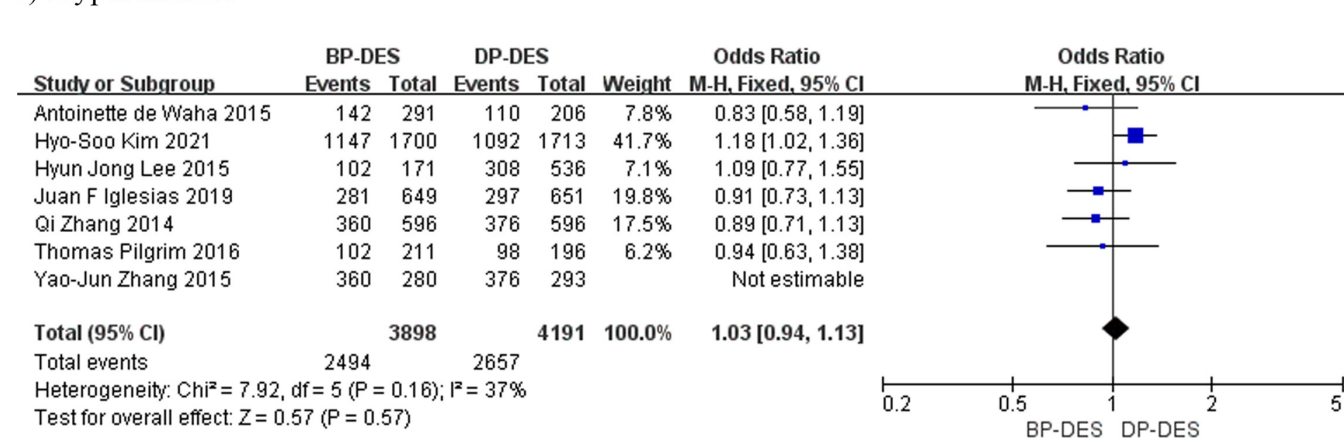 BP-DES DP-DES Odds Ratio Odds Ratio
Study or Subgroup Events Total Events Total Weight M-H, Fixed, 95% CI M-H, Fixed, 95% CI
Antoinette de Waha 2015 142 291 110 206 7.8% 0.83 [0.58, 1.19]
Hyo-Soo Kim 2021 1147 1700 1092 1713 41.7% 1.18 [1.02, 1.36]
Hyun Jong Lee 2015 102 171 308 536 7.1% 1.09 [0.77, 1.55]
Juan F Iglesias 2019 281 649 297 651 19.8% 0.91 [0.73, 1.13]
Qi Zhang 2014 360 596 376 596 17.5% 0.89 [0.71, 1.13]
Thomas Pilgrim 2016 102 211 98 196 6.2% 0.94 [0.63, 1.38]
Yao-Jun Zhang 2015 360 280 376 293 Not estimable
Total (95% CI) 3898 4191 100.0% 1.03 [0.94, 1.13]
Total events 2494 2657
Heterogeneity: Chi² = 7.92, df = 5 (P = 0.16); I² = 37%
Test for overall effect: Z = 0.57 (P = 0.57)
0.2 0.5 1 2 5
BP-DES DP-DES